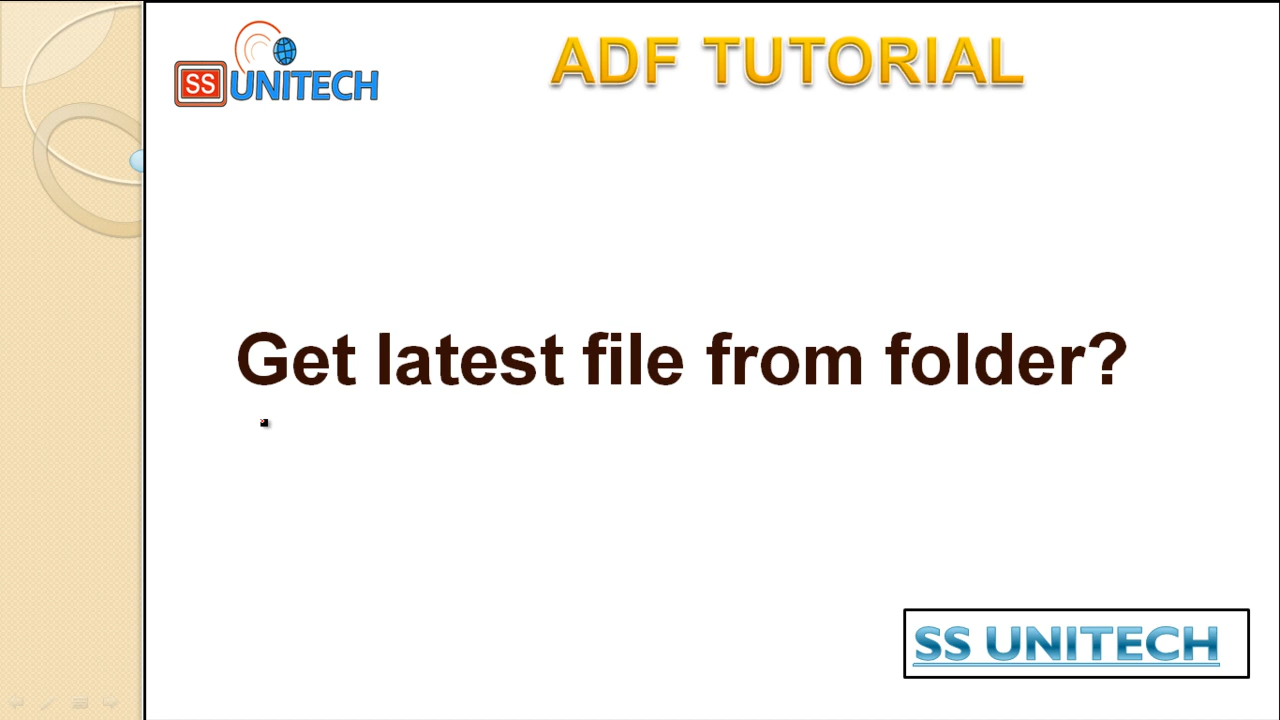 SS UNITECH
ADF TUTORIAL
Get latest file from folder?
SS UNITECH